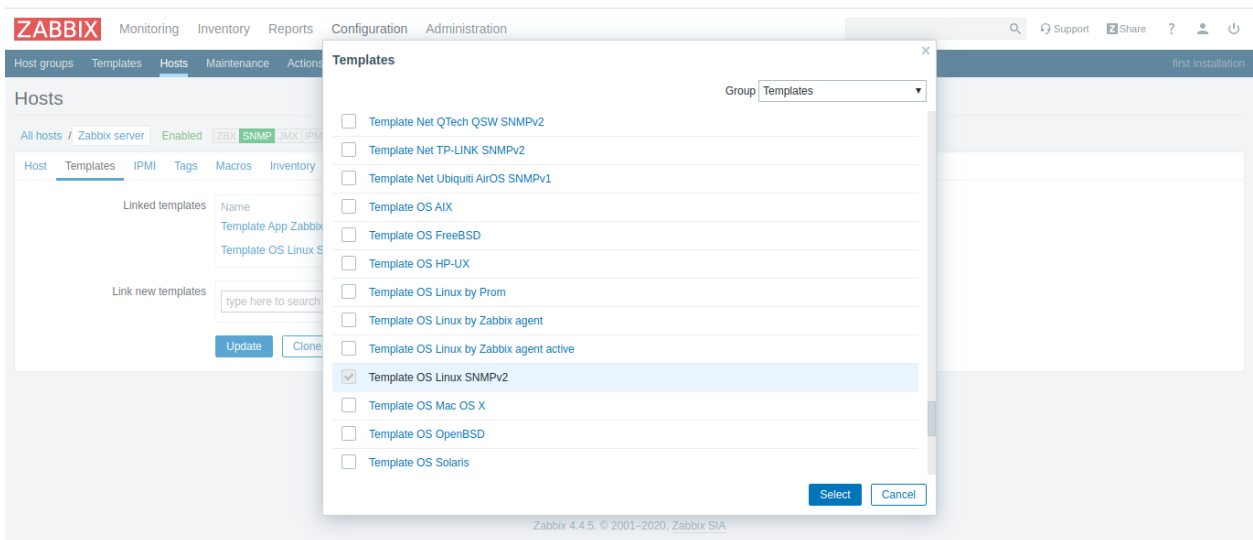 ZABBIX Monitoring Inventory Reports Configuration Administration Support Z Share ?
Host groups Templates Hosts Maintenance Actions first installation
Hosts
All hosts / Zabbix server Enabled ZBX SNMP JMX IPM
Host Templates IPMI Tags Macros Inventory
Linked templates
Name
Template App Zabbix
Template OS Linux S
Link new templates
type here to search
Update Clone
Templates ×
Group Templates
Template Net QTech QSW SNMPv2
Template Net TP-LINK SNMPv2
Template Net Ubiquiti AirOS SNMPv1
Template OS AIX
Template OS FreeBSD
Template OS HP-UX
Template OS Linux by Prom
Template OS Linux by Zabbix agent
Template OS Linux by Zabbix agent active
Template OS Linux SNMPv2
Template OS Mac OS X
Template OS OpenBSD
Template OS Solaris
Select Cancel
Zabbix 4.4.5. © 2001–2020, Zabbix SIA